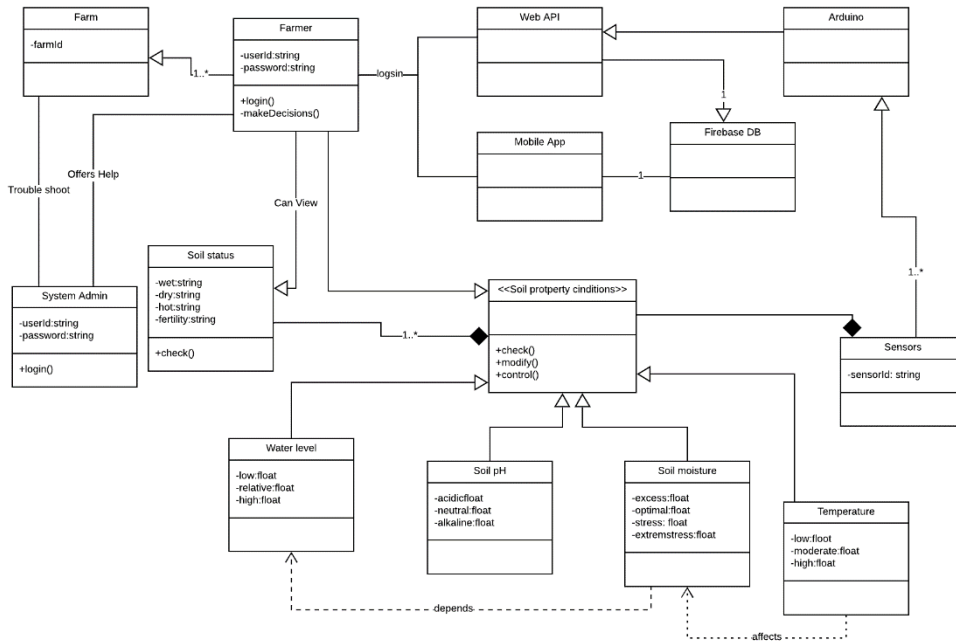 Farm
-farmId
Farmer
-userId:string
-password:string
+login()
-makeDecisions()
1..*
logsin
Web API
Arduino
1
Firebase DB
Mobile App
1
Trouble shoot
Offers Help
Can View
Soil status
-wet:string
-dry:string
-hot:string
-fertility:string
+check()
System Admin
-userId:string
-password:string
+login()
1..*
<<Soil protperty cinditions>>
+check()
+modify()
+control()
1..*
Sensors
-sensorId: string
Water level
-low:float
-relative:float
-high:float
Soil pH
-acidicfloat
-neutral:float
-alkaline:float
Soil moisture
-excess:float
-optimal:float
-stress: float
-extremstress:float
Temperature
-low:floot
-moderate:float
-high:float
depends
affects